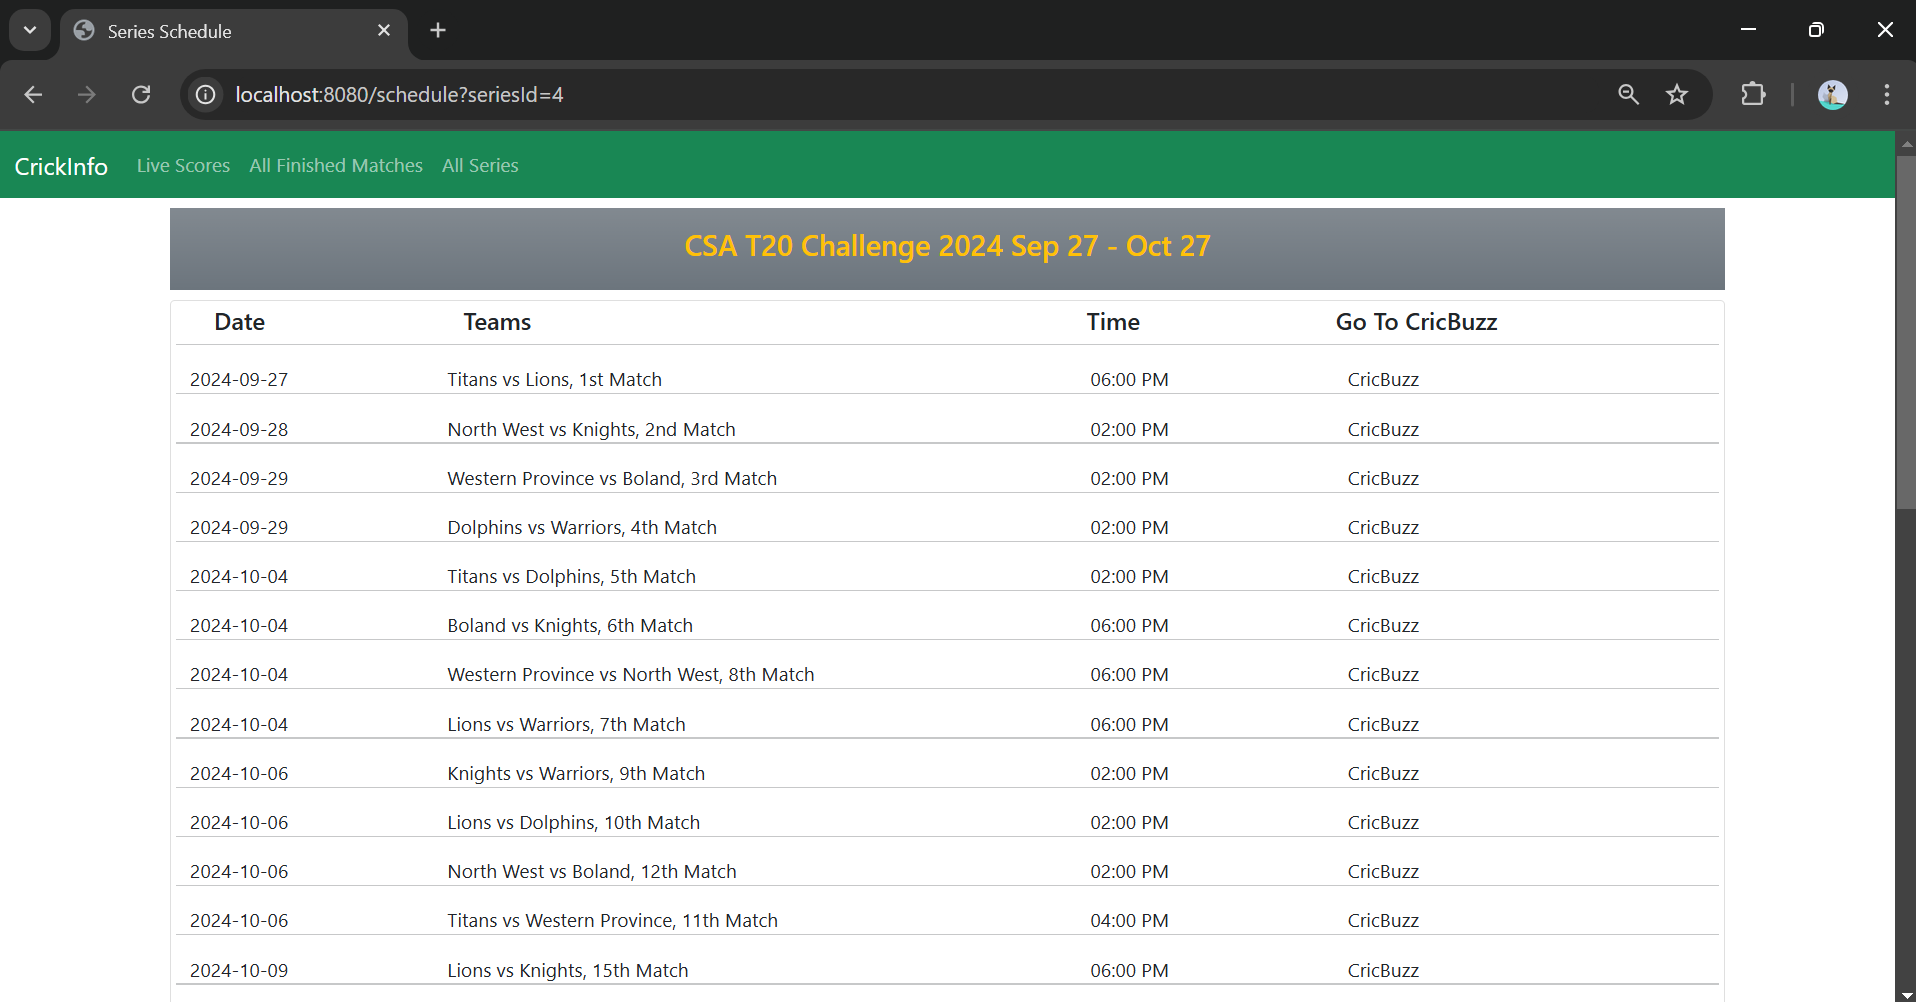 Series Schedule
localhost:8080/schedule?seriesId=4
CrickInfo Live Scores All Finished Matches All Series
CSA T20 Challenge 2024 Sep 27 - Oct 27
Date Teams Time Go To CricBuzz
2024-09-27 Titans vs Lions, 1st Match 06:00 PM CricBuzz
2024-09-28 North West vs Knights, 2nd Match 02:00 PM CricBuzz
2024-09-29 Western Province vs Boland, 3rd Match 02:00 PM CricBuzz
2024-09-29 Dolphins vs Warriors, 4th Match 02:00 PM CricBuzz
2024-10-04 Titans vs Dolphins, 5th Match 02:00 PM CricBuzz
2024-10-04 Boland vs Knights, 6th Match 06:00 PM CricBuzz
2024-10-04 Western Province vs North West, 8th Match 06:00 PM CricBuzz
2024-10-04 Lions vs Warriors, 7th Match 06:00 PM CricBuzz
2024-10-06 Knights vs Warriors, 9th Match 02:00 PM CricBuzz
2024-10-06 Lions vs Dolphins, 10th Match 02:00 PM CricBuzz
2024-10-06 North West vs Boland, 12th Match 02:00 PM CricBuzz
2024-10-06 Titans vs Western Province, 11th Match 04:00 PM CricBuzz
2024-10-09 Lions vs Knights, 15th Match 06:00 PM CricBuzz